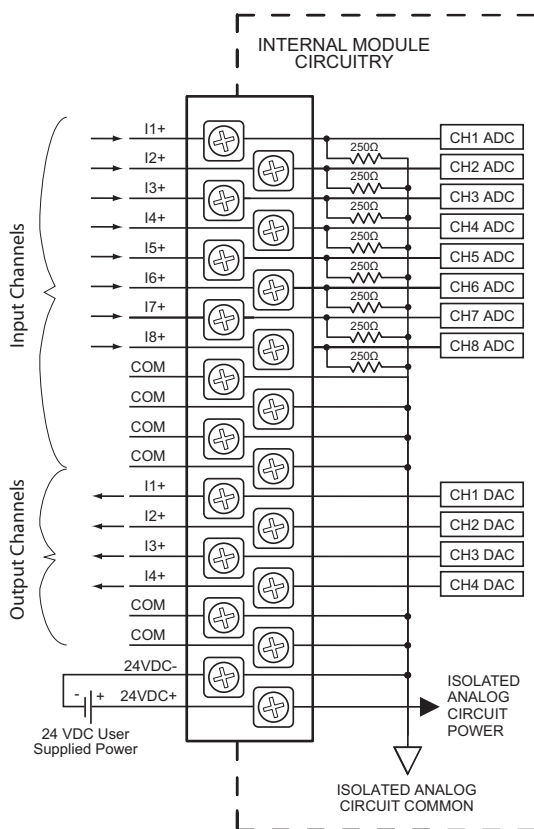 INTERNAL MODULE
CIRCUITRY
Input Channels
I1+
250Ω
CH1 ADC
I2+
250Ω
CH2 ADC
I3+
250Ω
CH3 ADC
I4+
250Ω
CH4 ADC
I5+
250Ω
CH5 ADC
I6+
250Ω
CH6 ADC
I7+
250Ω
CH7 ADC
I8+
250Ω
CH8 ADC
COM
COM
COM
COM
Output Channels
I1+
CH1 DAC
I2+
CH2 DAC
I3+
CH3 DAC
I4+
CH4 DAC
COM
COM
24VDC-
- +
24VDC+
24 VDC User
Supplied Power
ISOLATED
ANALOG
CIRCUIT
POWER
ISOLATED ANALOG
CIRCUIT COMMON